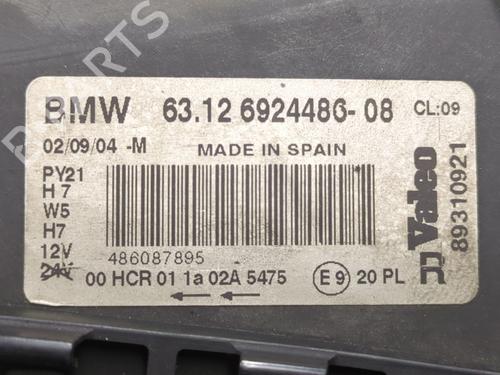 PARTS
BMW 63.12 6924486-08 CL:09
02/09/04 -M MADE IN SPAIN
PY21
H7
W5
H7
12V
24V
486087895
00 HCR 01 1a 02A 5475 E9 20 PL
Valeo
89310921